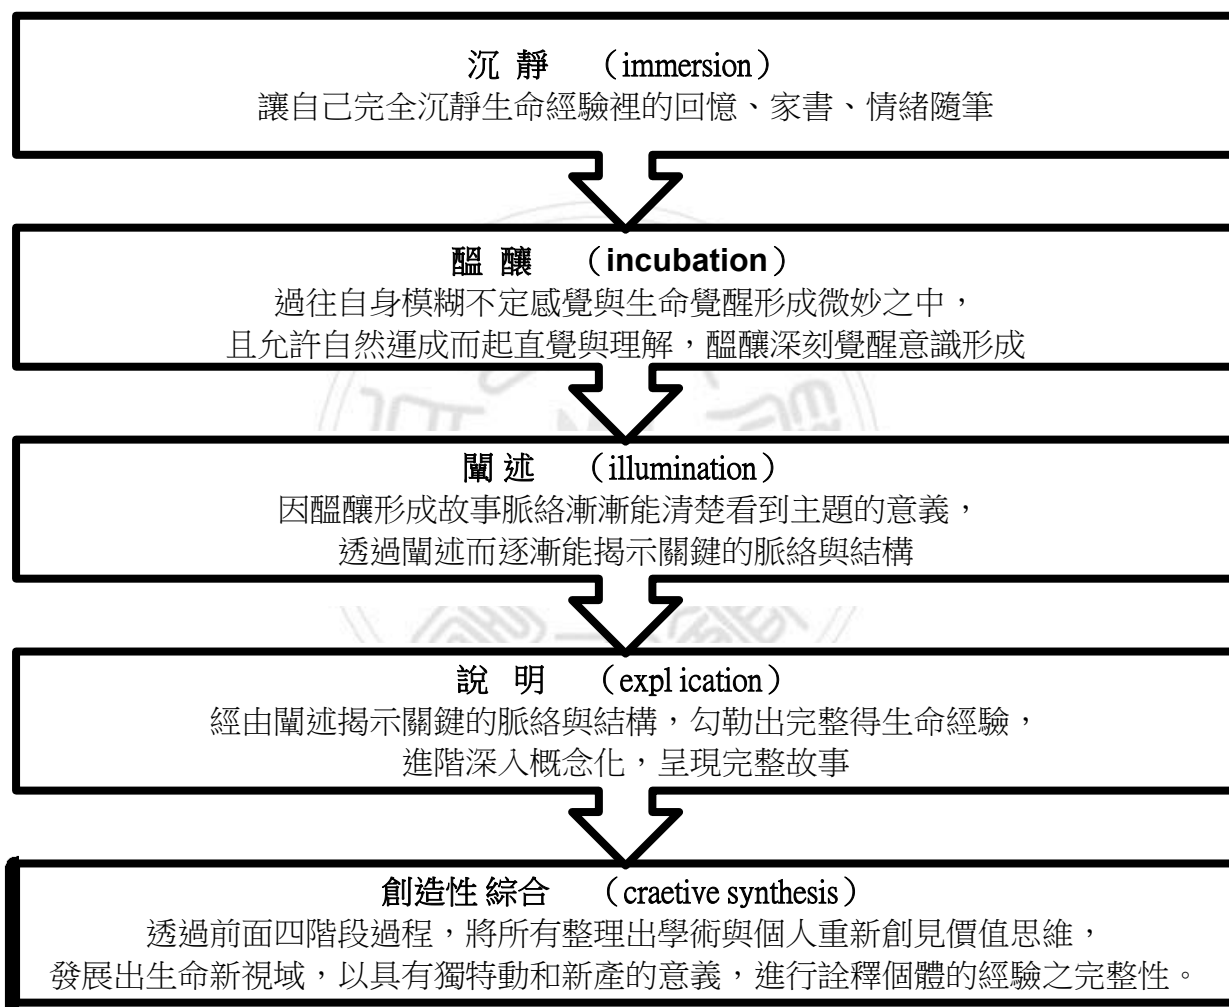 沉 靜 （immersion）
讓自己完全沉靜生命經驗裡的回憶、家書、情緒隨筆
醞 釀 （incubation）
過往自身模糊不定感覺與生命覺醒形成微妙之中，
且允許自然運成而起直覺與理解，醞釀深刻覺醒意識形成
闡 述 （illumination）
因醞釀形成故事脈絡漸漸能清楚看到主題的意義，
透過闡述而逐漸能揭示關鍵的脈絡與結構
說 明 （expl ication）
經由闡述揭示關鍵的脈絡與結構，勾勒出完整得生命經驗，
進階深入概念化，呈現完整故事
創造性 綜合 （craetive synthesis）
透過前面四階段過程，將所有整理出學術與個人重新創見價值思維，
發展出生命新視域，以具有獨特動和新產的意義，進行詮釋個體的經驗之完整性。